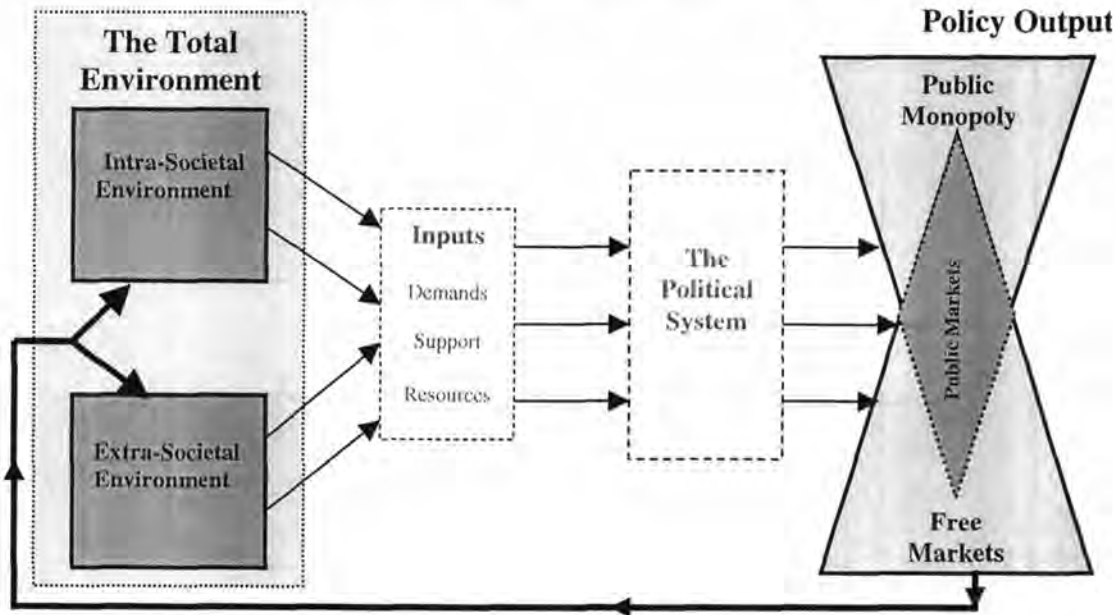 The Total
Environment
Intra-Societal
Environment
Extra-Societal
Environment
Inputs
Demands
Support
Resources
The
Political
System
Policy Output
Public
Monopoly
Public Markets
Free
Markets